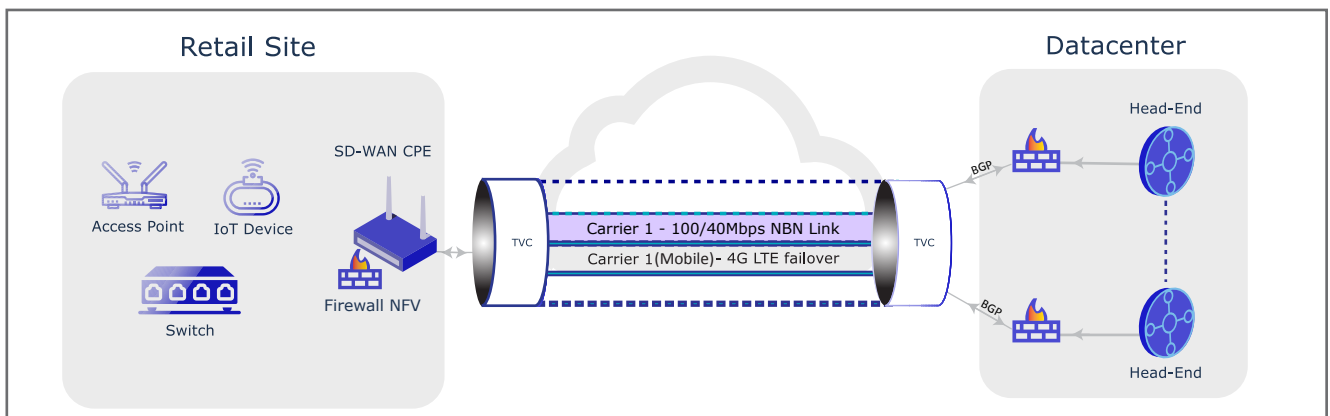 Retail Site
Datacenter
SD-WAN CPE
Access Point
IoT Device
Switch
Firewall NFV
TVC
Carrier 1 - 100/40Mbps NBN Link
Carrier 1(Mobile)- 4G LTE failover
TVC
BGP
BGP
Head-End
Head-End